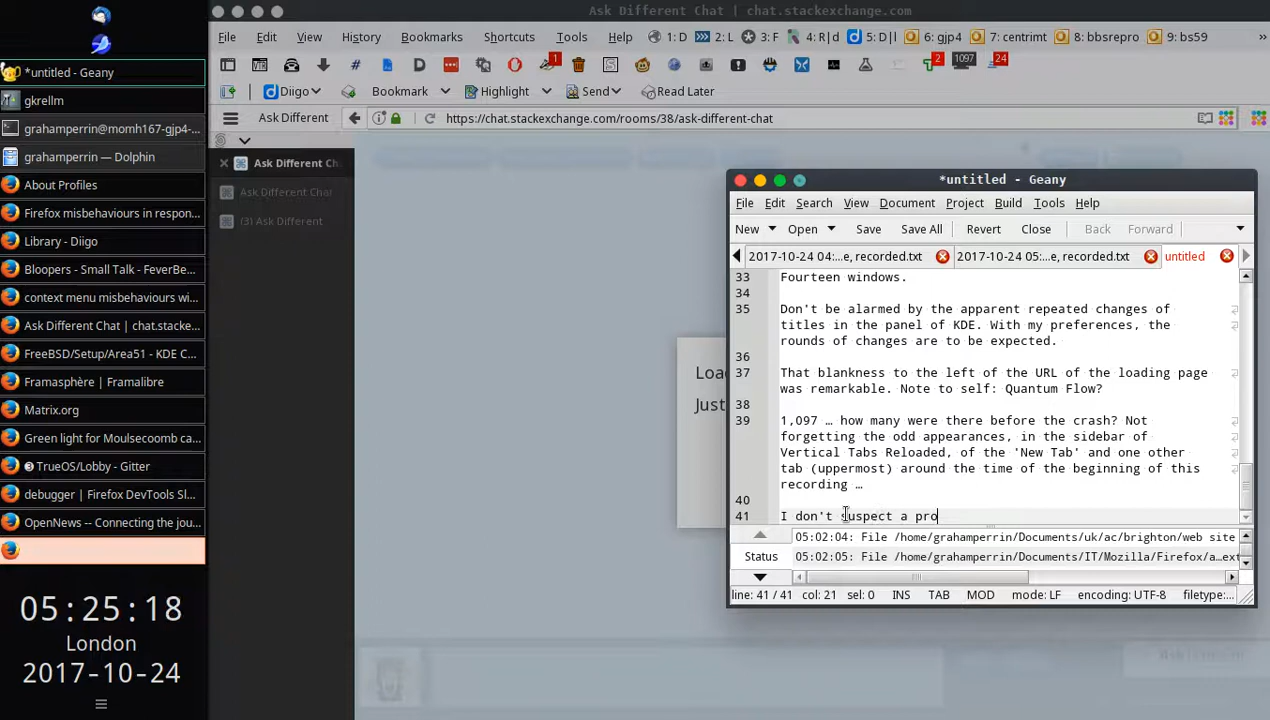 *untitled - Geany
gkrellm
grahamperrin@momh167-gjp4-...
grahamperrin — Dolphin
About Profiles
Firefox misbehaviours in respon...
Library - Diigo
Bloopers - Small Talk - FeverBe...
context menu misbehaviours wi...
Ask Different Chat | chat.stacke...
FreeBSD/Setup/Area51 - KDE C...
Framasphère | Framalibre
Matrix.org
Green light for Moulsecoomb ca...
❸ TrueOS/Lobby - Gitter
debugger | Firefox DevTools Sl...
OpenNews -- Connecting the jou...
05:25:18
London
2017-10-24
Ask Different Chat | chat.stackexchange.com
File Edit View History Bookmarks Shortcuts Tools Help 1: D 2: L 3: F 4: R|d 5: D|| 6: gjp4 7: centrimt 8: bbsrepro 9: bs59 »
1 2 1097 24
Diigo Bookmark Highlight Send Read Later
Ask Different https://chat.stackexchange.com/rooms/38/ask-different-chat
Ask Different Cha
Ask Different Chat
(3) Ask Different
Just
*untitled - Geany
File Edit Search View Document Project Build Tools Help
New Open Save Save All Revert Close Back Forward
2017-10-24 04:...e, recorded.txt 2017-10-24 05:...e, recorded.txt untitled
33 Fourteen windows.
34
35 Don't be alarmed by the apparent repeated changes of
titles in the panel of KDE. With my preferences, the
rounds of changes are to be expected.
36
37 That blankness to the left of the URL of the loading page
was remarkable. Note to self: Quantum Flow?
38
39 1,097 … how many were there before the crash? Not
forgetting the odd appearances, in the sidebar of
Vertical Tabs Reloaded, of the 'New Tab' and one other
tab (uppermost) around the time of the beginning of this
recording …
40
41 I don't suspect a pro
05:02:04: File /home/grahamperrin/Documents/uk/ac/brighton/web site
Status 05:02:05: File /home/grahamperrin/Documents/IT/Mozilla/Firefox/a...ext
line: 41 / 41 col: 21 sel: 0 INS TAB MOD mode: LF encoding: UTF-8 filetype:...